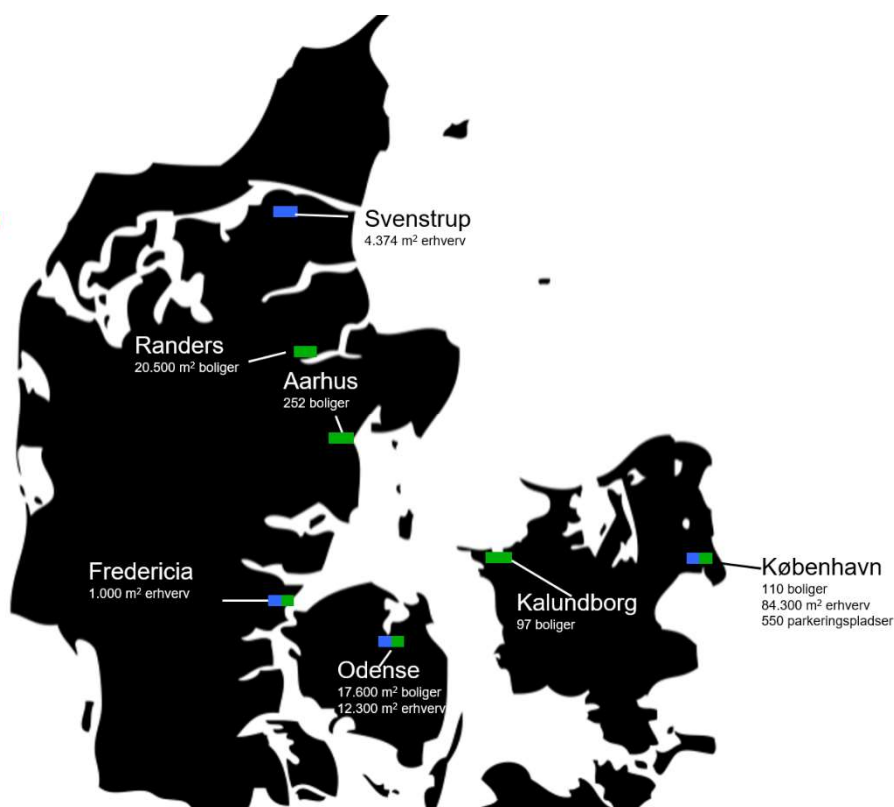 Svenstrup
4.374 m² erhverv
Randers
20.500 m² boliger
Aarhus
252 boliger
Fredericia
1.000 m² erhverv
Odense
17.600 m² boliger
12.300 m² erhverv
Kalundborg
97 boliger
København
110 boliger
84.300 m² erhverv
550 parkeringspladser